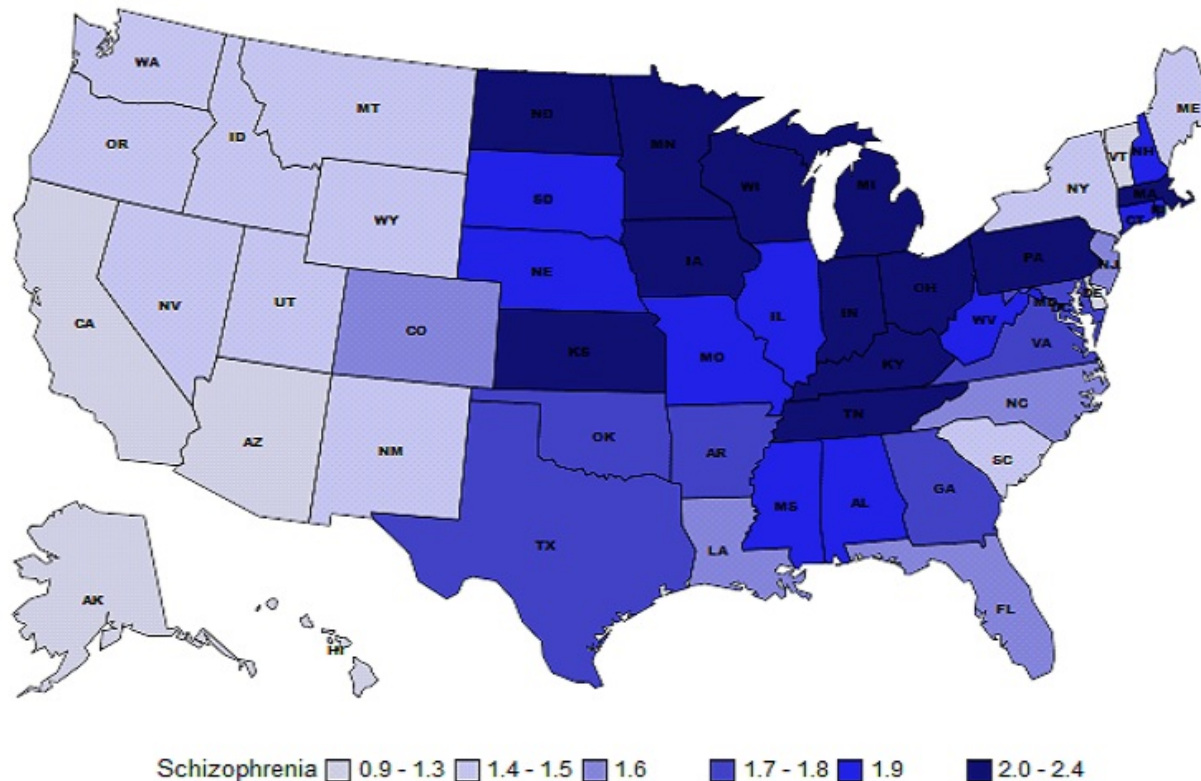 WA
MT
ND
MN
ME
OR
ID
WI
MI
VT
NH
NY
MA
SD
WY
CT
RI
IA
PA
NE
NJ
NV
UT
OH
DE
IL
IN
MD
DC
CA
CO
WV
VA
KS
MO
KY
NC
TN
AZ
NM
OK
AR
SC
MS
AL
GA
TX
LA
AK
FL
HI
Schizophrenia 0.9 - 1.3 1.4 - 1.5 1.6 1.7 - 1.8 1.9 2.0 - 2.4